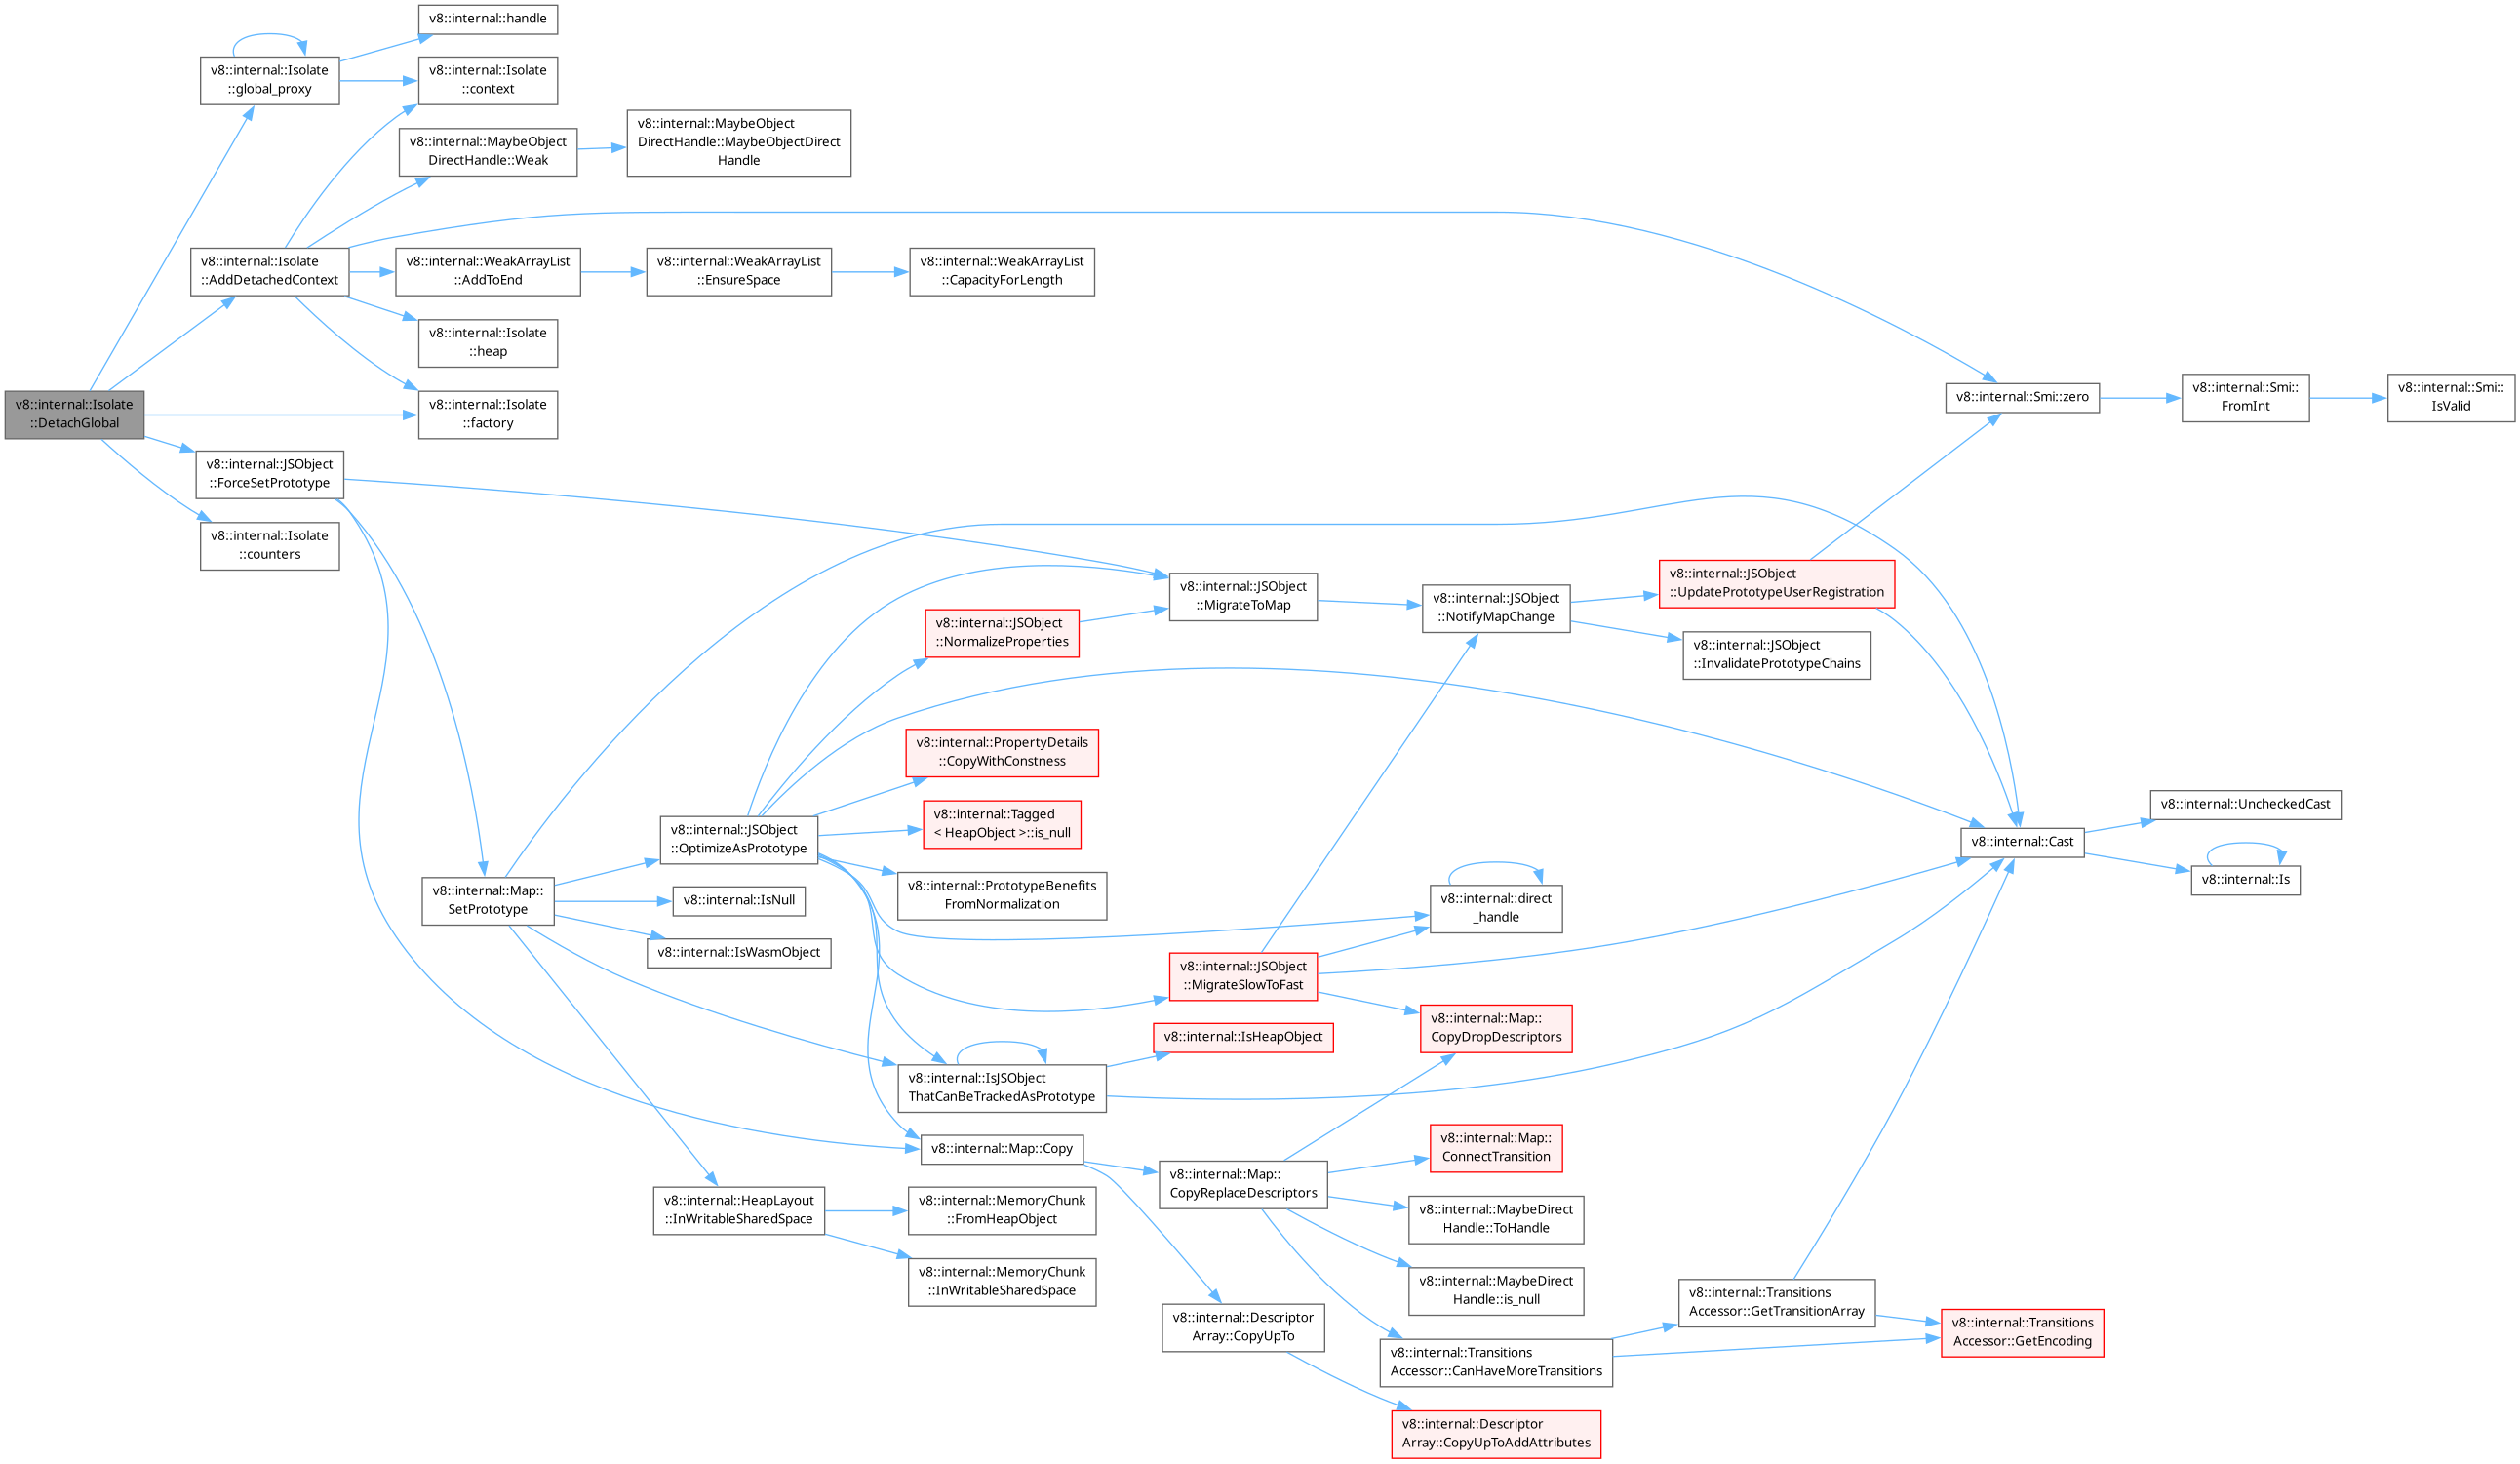 v8::internal::handle
v8::internal::Isolate
::global_proxy
v8::internal::Isolate
::context
v8::internal::MaybeObject
DirectHandle::MaybeObjectDirect
Handle
v8::internal::MaybeObject
DirectHandle::Weak
v8::internal::Isolate
::AddDetachedContext
v8::internal::WeakArrayList
::AddToEnd
v8::internal::WeakArrayList
::EnsureSpace
v8::internal::WeakArrayList
::CapacityForLength
v8::internal::Isolate
::heap
v8::internal::Isolate
::DetachGlobal
v8::internal::Isolate
::factory
v8::internal::Smi::zero
v8::internal::Smi::
FromInt
v8::internal::Smi::
IsValid
v8::internal::JSObject
::ForceSetPrototype
v8::internal::Isolate
::counters
v8::internal::JSObject
::MigrateToMap
v8::internal::JSObject
::NotifyMapChange
v8::internal::JSObject
::UpdatePrototypeUserRegistration
v8::internal::JSObject
::NormalizeProperties
v8::internal::JSObject
::InvalidatePrototypeChains
v8::internal::PropertyDetails
::CopyWithConstness
v8::internal::Tagged
< HeapObject >::is_null
v8::internal::JSObject
::OptimizeAsPrototype
v8::internal::UncheckedCast
v8::internal::Cast
v8::internal::Is
v8::internal::PrototypeBenefits
FromNormalization
v8::internal::Map::
SetPrototype
v8::internal::IsNull
v8::internal::direct
_handle
v8::internal::IsWasmObject
v8::internal::JSObject
::MigrateSlowToFast
v8::internal::Map::
CopyDropDescriptors
v8::internal::IsHeapObject
v8::internal::IsJSObject
ThatCanBeTrackedAsPrototype
v8::internal::Map::Copy
v8::internal::Map::
ConnectTransition
v8::internal::Map::
CopyReplaceDescriptors
v8::internal::HeapLayout
::InWritableSharedSpace
v8::internal::MemoryChunk
::FromHeapObject
v8::internal::MaybeDirect
Handle::ToHandle
v8::internal::MemoryChunk
::InWritableSharedSpace
v8::internal::MaybeDirect
Handle::is_null
v8::internal::Transitions
Accessor::GetTransitionArray
v8::internal::Descriptor
Array::CopyUpTo
v8::internal::Transitions
Accessor::GetEncoding
v8::internal::Transitions
Accessor::CanHaveMoreTransitions
v8::internal::Descriptor
Array::CopyUpToAddAttributes